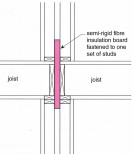 semi-rigid fibre
insulation board
fastened to one
set of studs
joist
joist